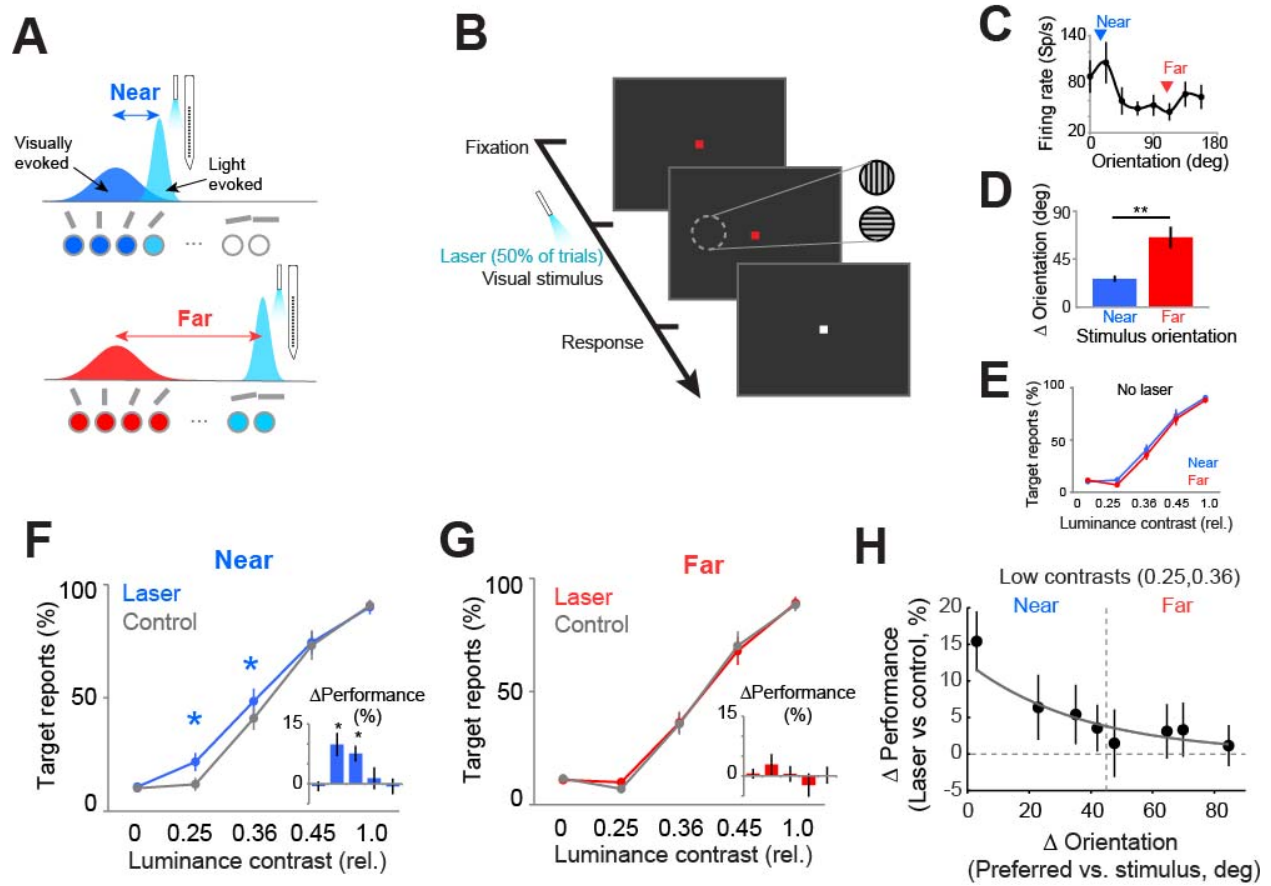 A
Near
Visually
evoked
Light
evoked
...
Far
...
B
Fixation
Laser (50% of trials)
Visual stimulus
Response
C
Near
Far
Firing rate (Sp/s)
140
80
20
0
90
180
Orientation (deg)
D
**
Δ Orientation (deg)
90
45
0
Near
Far
Stimulus orientation
E
No laser
Target reports (%)
100
50
0
Near
Far
0
0.25
0.36
0.45
1.0
Luminance contrast (rel.)
F
Near
Laser
Control
Target reports (%)
100
50
0
*
*
ΔPerformance
(%)
15
0
*
*
0
0.25
0.36
0.45
1.0
Luminance contrast (rel.)
G
Far
Laser
Control
Target reports (%)
100
50
0
ΔPerformance
(%)
15
0
0
0.25
0.36
0.45
1.0
Luminance contrast (rel.)
H
Low contrasts (0.25,0.36)
Near
Far
Δ Performance
(Laser vs control, %)
20
15
10
5
0
-5
0
20
40
60
80
Δ Orientation
(Preferred vs. stimulus, deg)